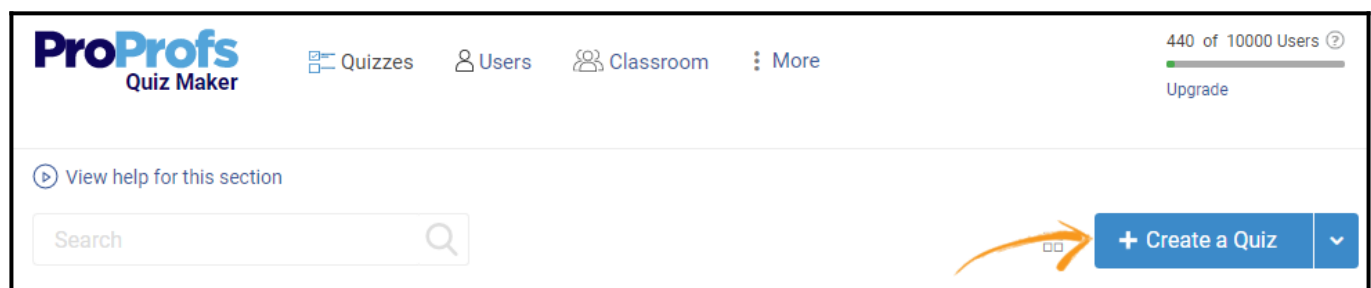 ProProfs
Quiz Maker
Quizzes
Users
Classroom
More
440 of 10000 Users ?
Upgrade
View help for this section
Search
+ Create a Quiz